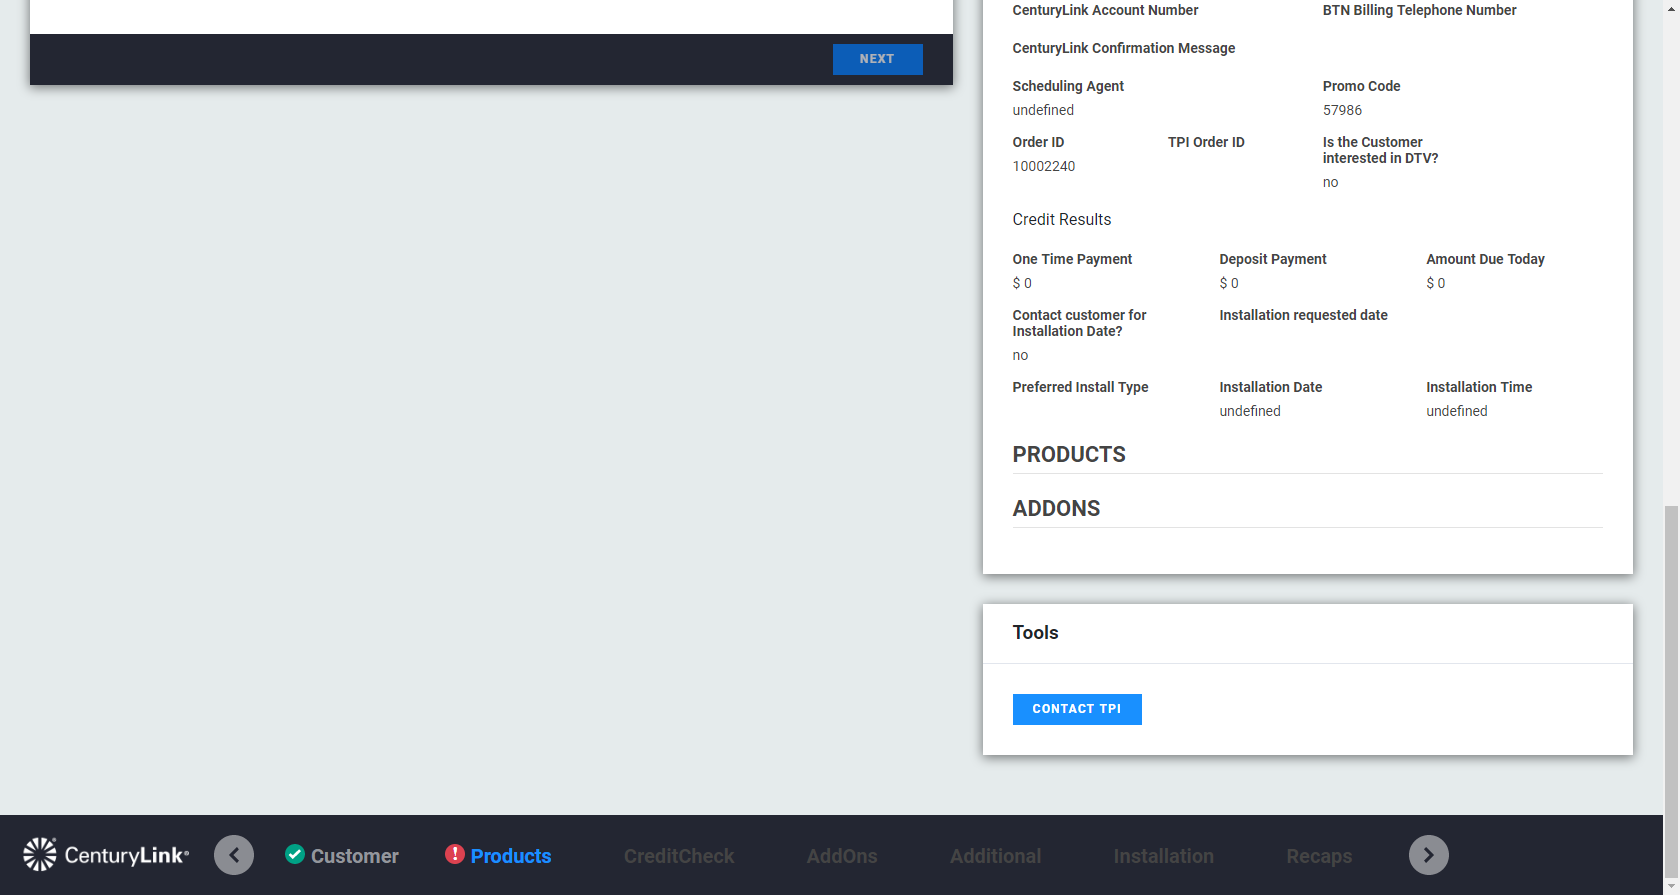 NEXT
CenturyLink Account Number
BTN Billing Telephone Number
CenturyLink Confirmation Message
Scheduling Agent
undefined
Promo Code
57986
Order ID
10002240
TPI Order ID
Is the Customer
interested in DTV?
no
Credit Results
One Time Payment
$ 0
Deposit Payment
$ 0
Amount Due Today
$ 0
Contact customer for
Installation Date?
no
Installation requested date
Preferred Install Type
Installation Date
undefined
Installation Time
undefined
PRODUCTS
ADDONS
Tools
CONTACT TPI
CenturyLink®
Customer
Products
CreditCheck
AddOns
Additional
Installation
Recaps